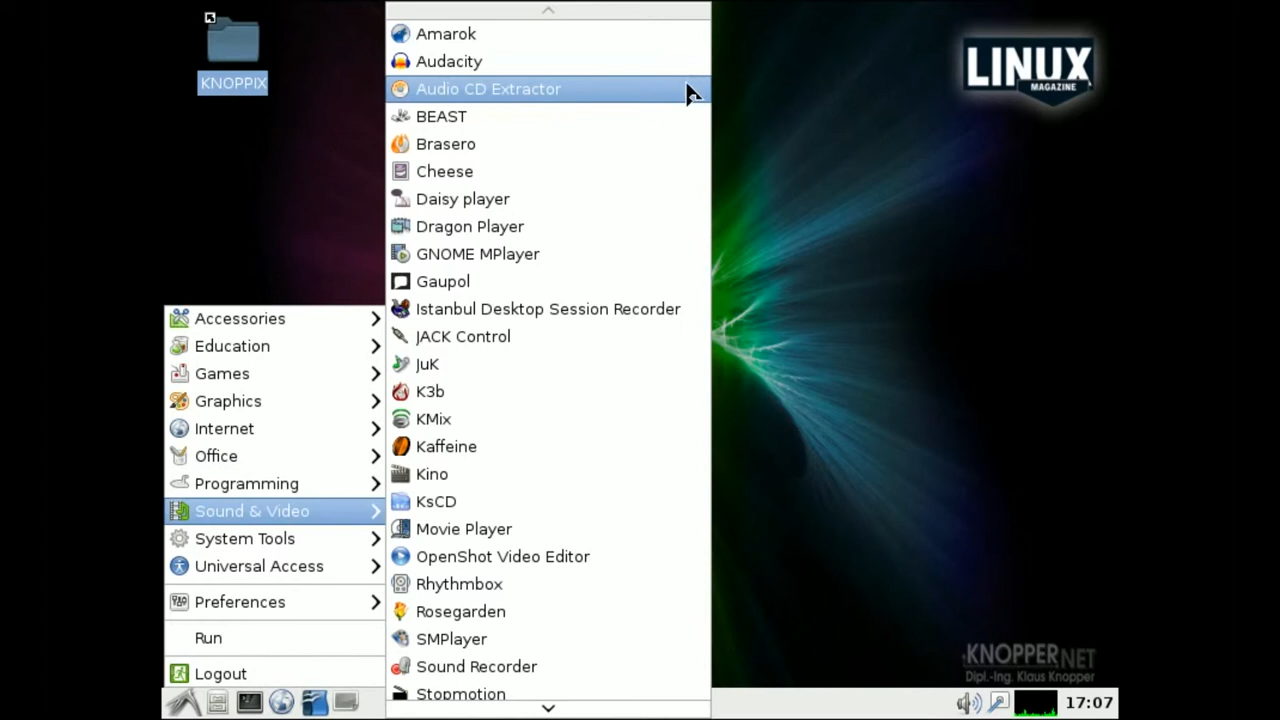 KNOPPIX
Amarok
Audacity
Audio CD Extractor
BEAST
Brasero
Cheese
Daisy player
Dragon Player
GNOME MPlayer
Gaupol
Istanbul Desktop Session Recorder
JACK Control
JuK
K3b
KMix
Kaffeine
Kino
KsCD
Movie Player
OpenShot Video Editor
Rhythmbox
Rosegarden
SMPlayer
Sound Recorder
Stopmotion
Accessories
Education
Games
Graphics
Internet
Office
Programming
Sound & Video
System Tools
Universal Access
Preferences
Run
Logout
LINUX
MAGAZINE
KNOPPER.NET
Dipl.-Ing. Klaus Knopper
17:07